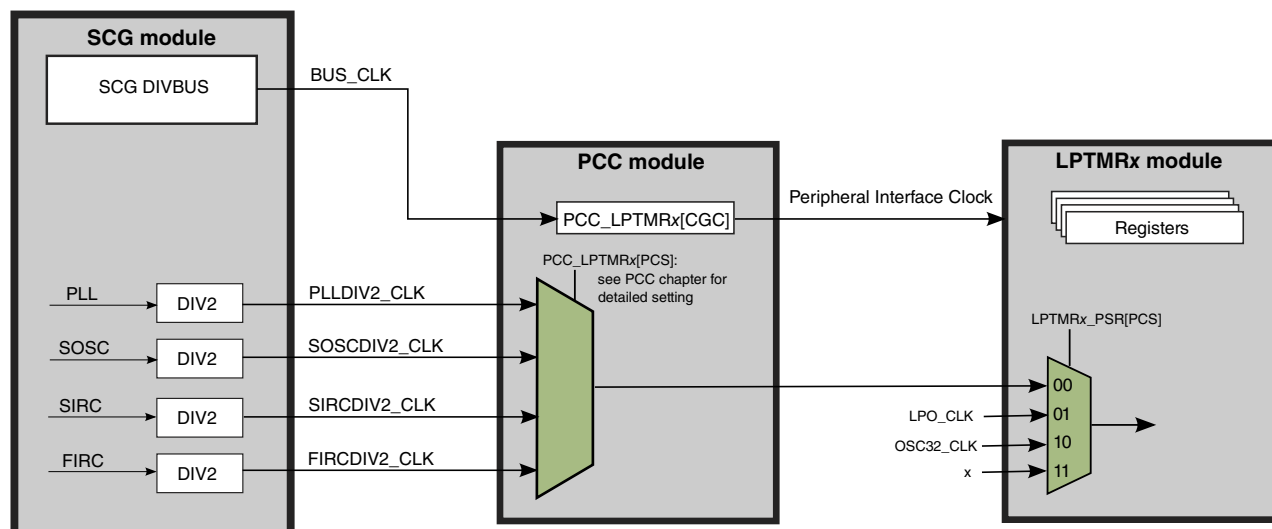 SCG module
SCG DIVBUS
BUS_CLK
PCC module
LPTMRx module
PCC_LPTMRx[CGC]
Peripheral Interface Clock
Registers
PCC_LPTMRx[PCS]:
see PCC chapter for
detailed setting
PLL
DIV2
PLLDIV2_CLK
SOSC
DIV2
SOSCDIV2_CLK
SIRC
DIV2
SIRCDIV2_CLK
FIRC
DIV2
FIRCDIV2_CLK
LPTMRx_PSR[PCS]
00
LPO_CLK
01
OSC32_CLK
10
x
11